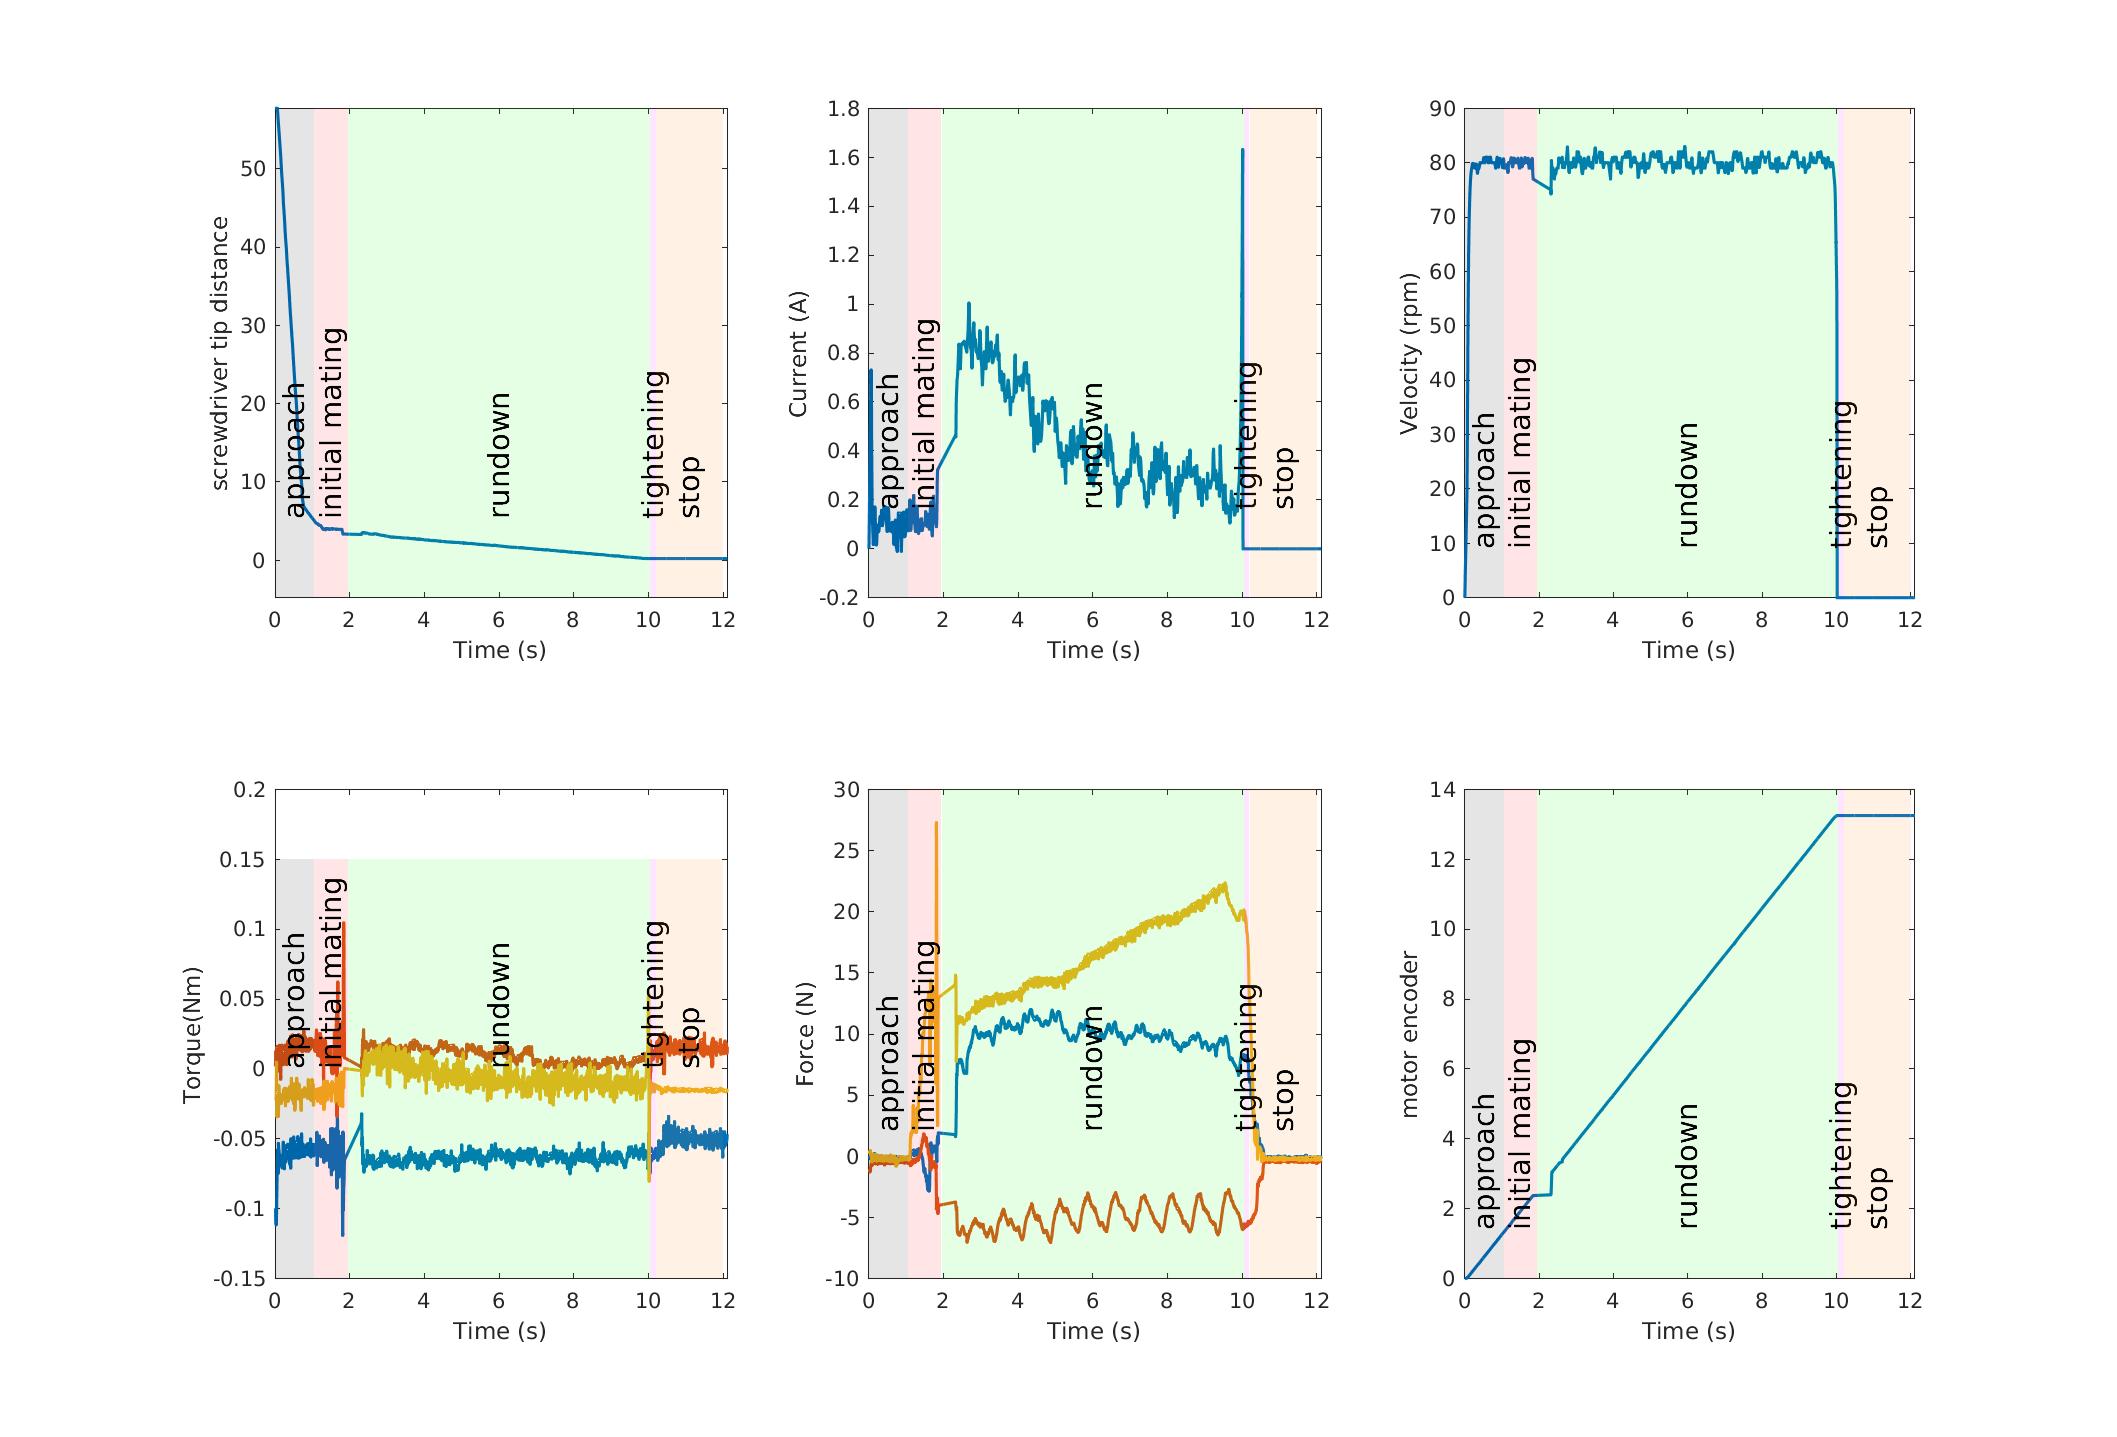 screwdriver tip distance
50
40
30
20
10
0
approach
initial mating
rundown
tightening
stop
0 2 4 6 8 10 12
Time (s)
Current (A)
1.8
1.6
1.4
1.2
1
0.8
0.6
0.4
0.2
0
-0.2
approach
initial mating
rundown
tightening
stop
0 2 4 6 8 10 12
Time (s)
Velocity (rpm)
90
80
70
60
50
40
30
20
10
0
approach
initial mating
rundown
tightening
stop
0 2 4 6 8 10 12
Time (s)
Torque(Nm)
0.2
0.15
0.1
0.05
0
-0.05
-0.1
-0.15
approach
initial mating
rundown
tightening
stop
0 2 4 6 8 10 12
Time (s)
Force (N)
30
25
20
15
10
5
0
-5
-10
approach
initial mating
rundown
tightening
stop
0 2 4 6 8 10 12
Time (s)
motor encoder
14
12
10
8
6
4
2
0
approach
initial mating
rundown
tightening
stop
0 2 4 6 8 10 12
Time (s)